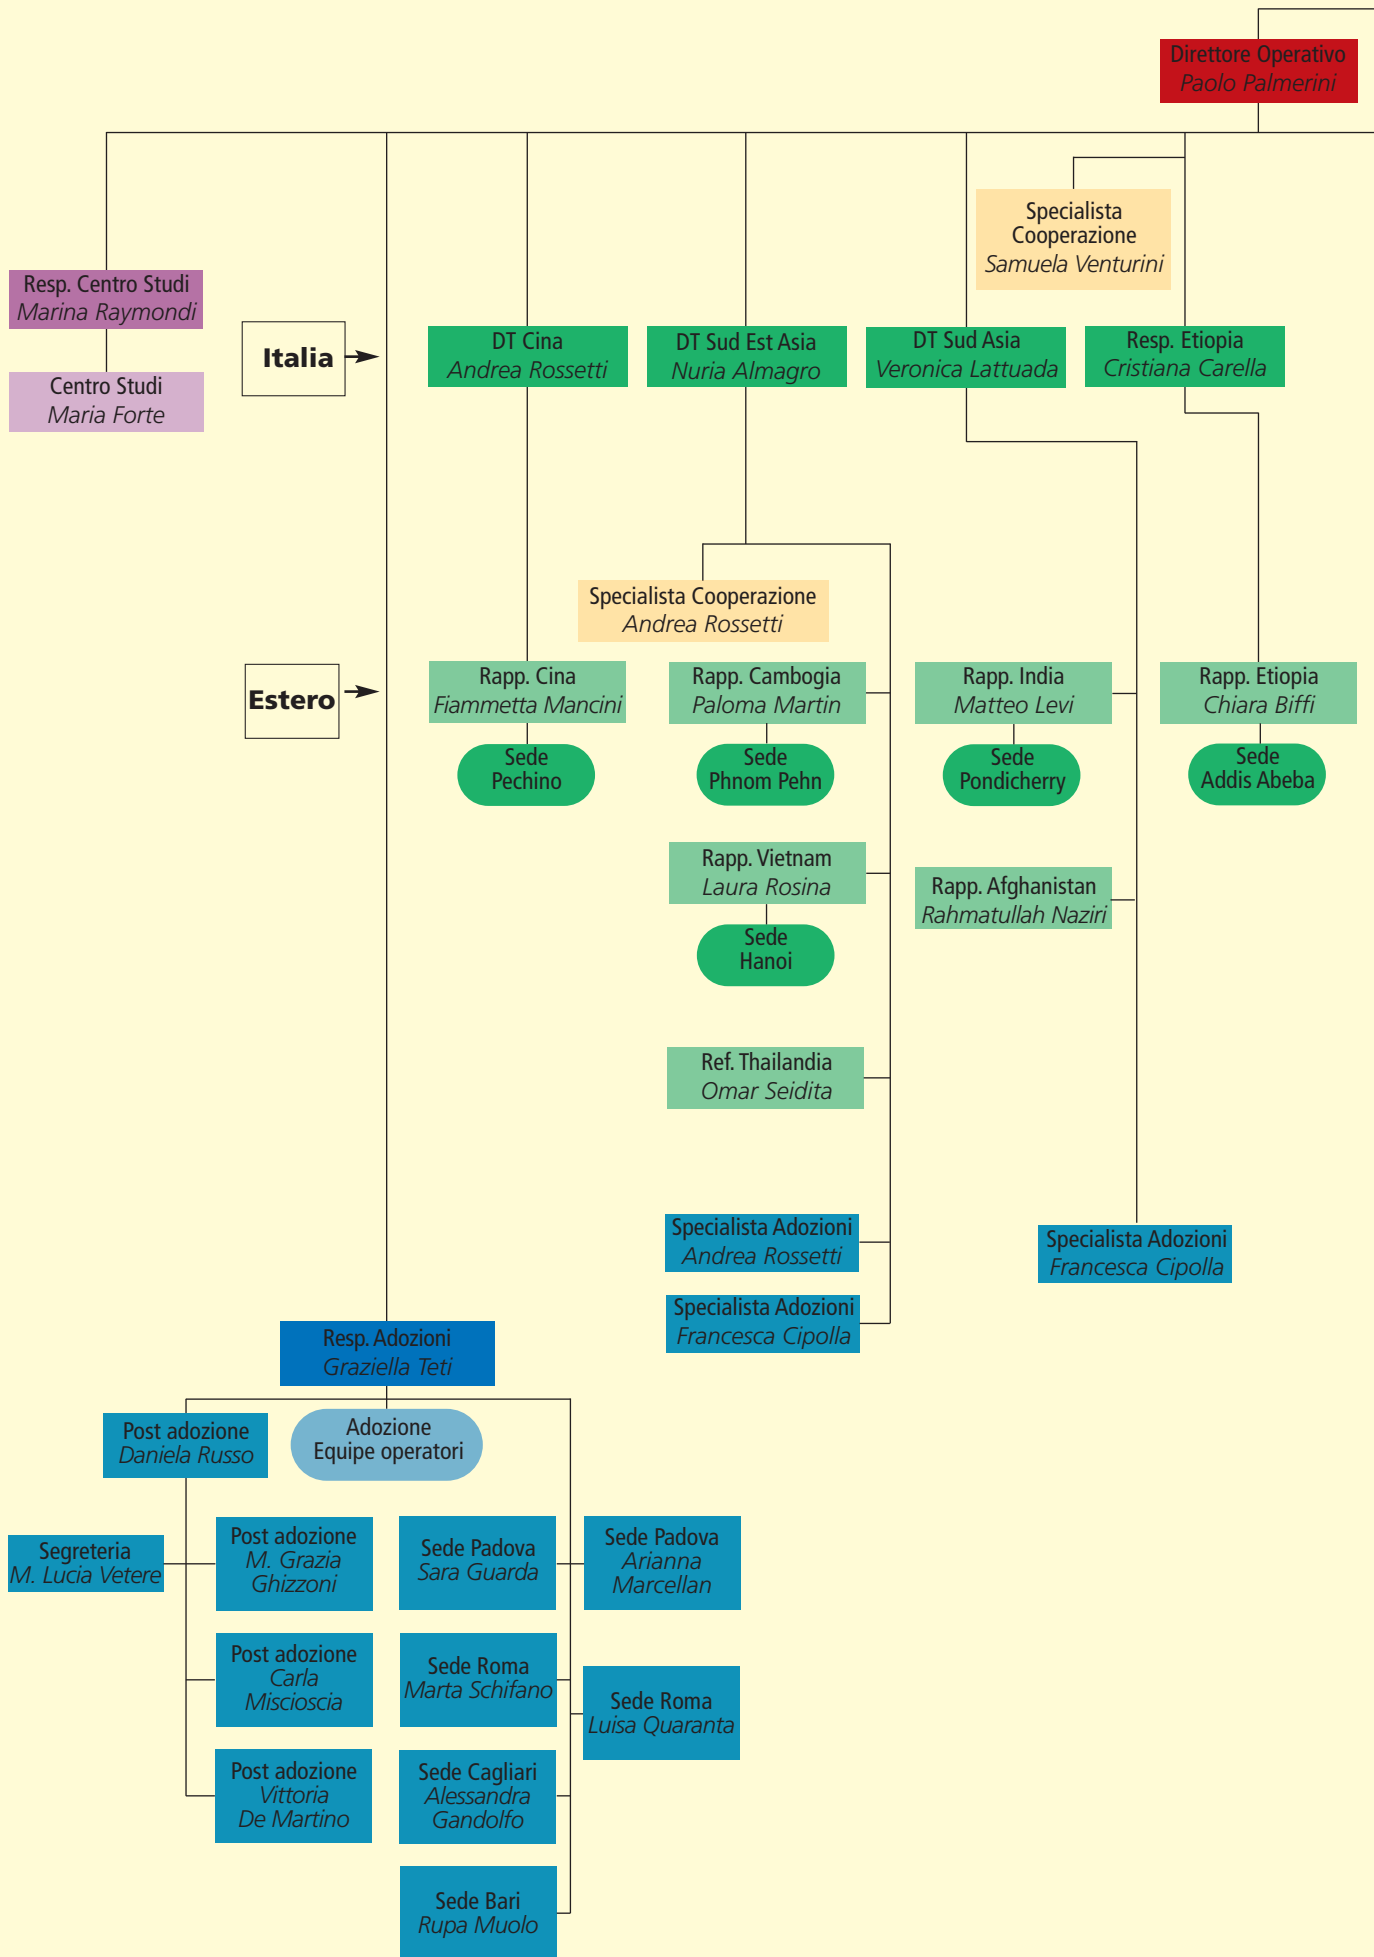 Direttore Operativo
Paolo Palmerini
Specialista
Cooperazione
Samuela Venturini
Resp. Centro Studi
Marina Raymondi
Centro Studi
Maria Forte
Italia
DT Cina
Andrea Rossetti
DT Sud Est Asia
Nuria Almagro
DT Sud Asia
Veronica Lattuada
Resp. Etiopia
Cristiana Carella
Specialista Cooperazione
Andrea Rossetti
Estero
Rapp. Cina
Fiammetta Mancini
Sede
Pechino
Rapp. Cambogia
Paloma Martin
Sede
Phnom Pehn
Rapp. India
Matteo Levi
Sede
Pondicherry
Rapp. Etiopia
Chiara Biffi
Sede
Addis Abeba
Rapp. Vietnam
Laura Rosina
Sede
Hanoi
Rapp. Afghanistan
Rahmatullah Naziri
Ref. Thailandia
Omar Seidita
Specialista Adozioni
Andrea Rossetti
Specialista Adozioni
Francesca Cipolla
Specialista Adozioni
Francesca Cipolla
Resp. Adozioni
Graziella Teti
Post adozione
Daniela Russo
Adozione
Equipe operatori
Segreteria
M. Lucia Vetere
Post adozione
M. Grazia
Ghizzoni
Sede Padova
Sara Guarda
Sede Padova
Arianna
Marcellan
Post adozione
Carla
Miscioscia
Sede Roma
Marta Schifano
Sede Roma
Luisa Quaranta
Post adozione
Vittoria
De Martino
Sede Cagliari
Alessandra
Gandolfo
Sede Bari
Rupa Muolo